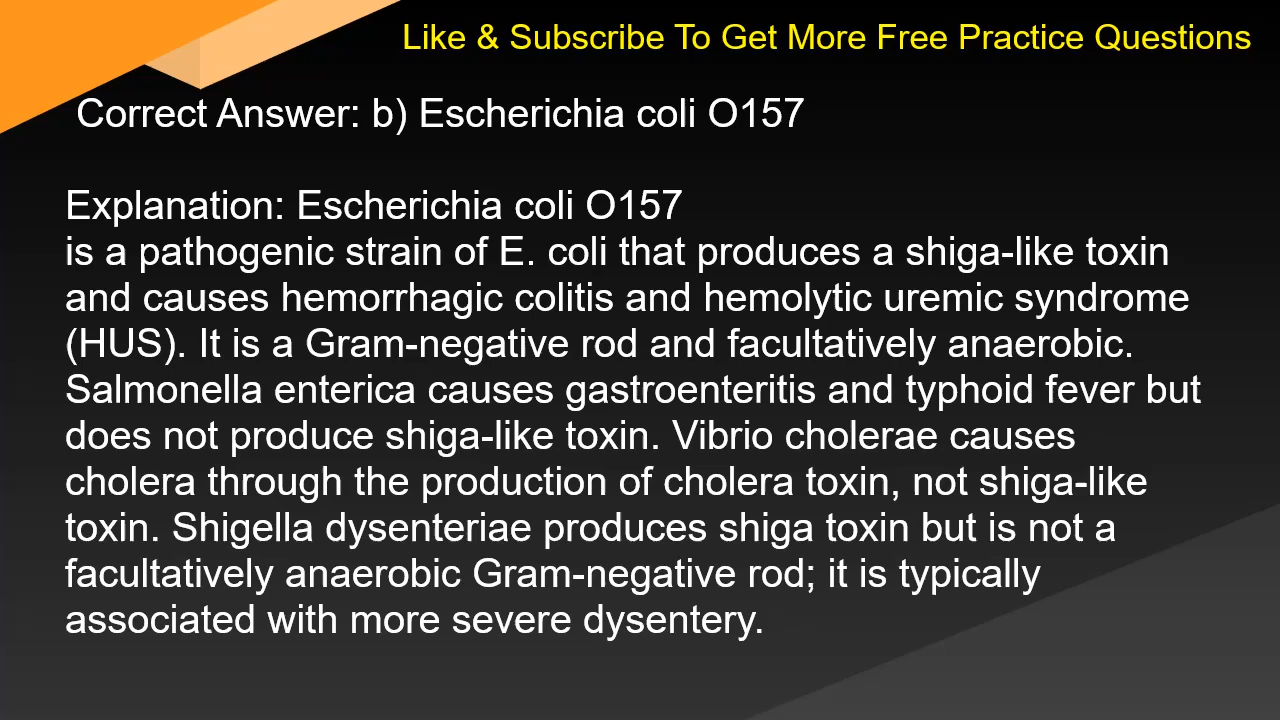 Like & Subscribe To Get More Free Practice Questions
Correct Answer: b) Escherichia coli O157
Explanation: Escherichia coli O157
is a pathogenic strain of E. coli that produces a shiga-like toxin
and causes hemorrhagic colitis and hemolytic uremic syndrome
(HUS). It is a Gram-negative rod and facultatively anaerobic.
Salmonella enterica causes gastroenteritis and typhoid fever but
does not produce shiga-like toxin. Vibrio cholerae causes
cholera through the production of cholera toxin, not shiga-like
toxin. Shigella dysenteriae produces shiga toxin but is not a
facultatively anaerobic Gram-negative rod; it is typically
associated with more severe dysentery.